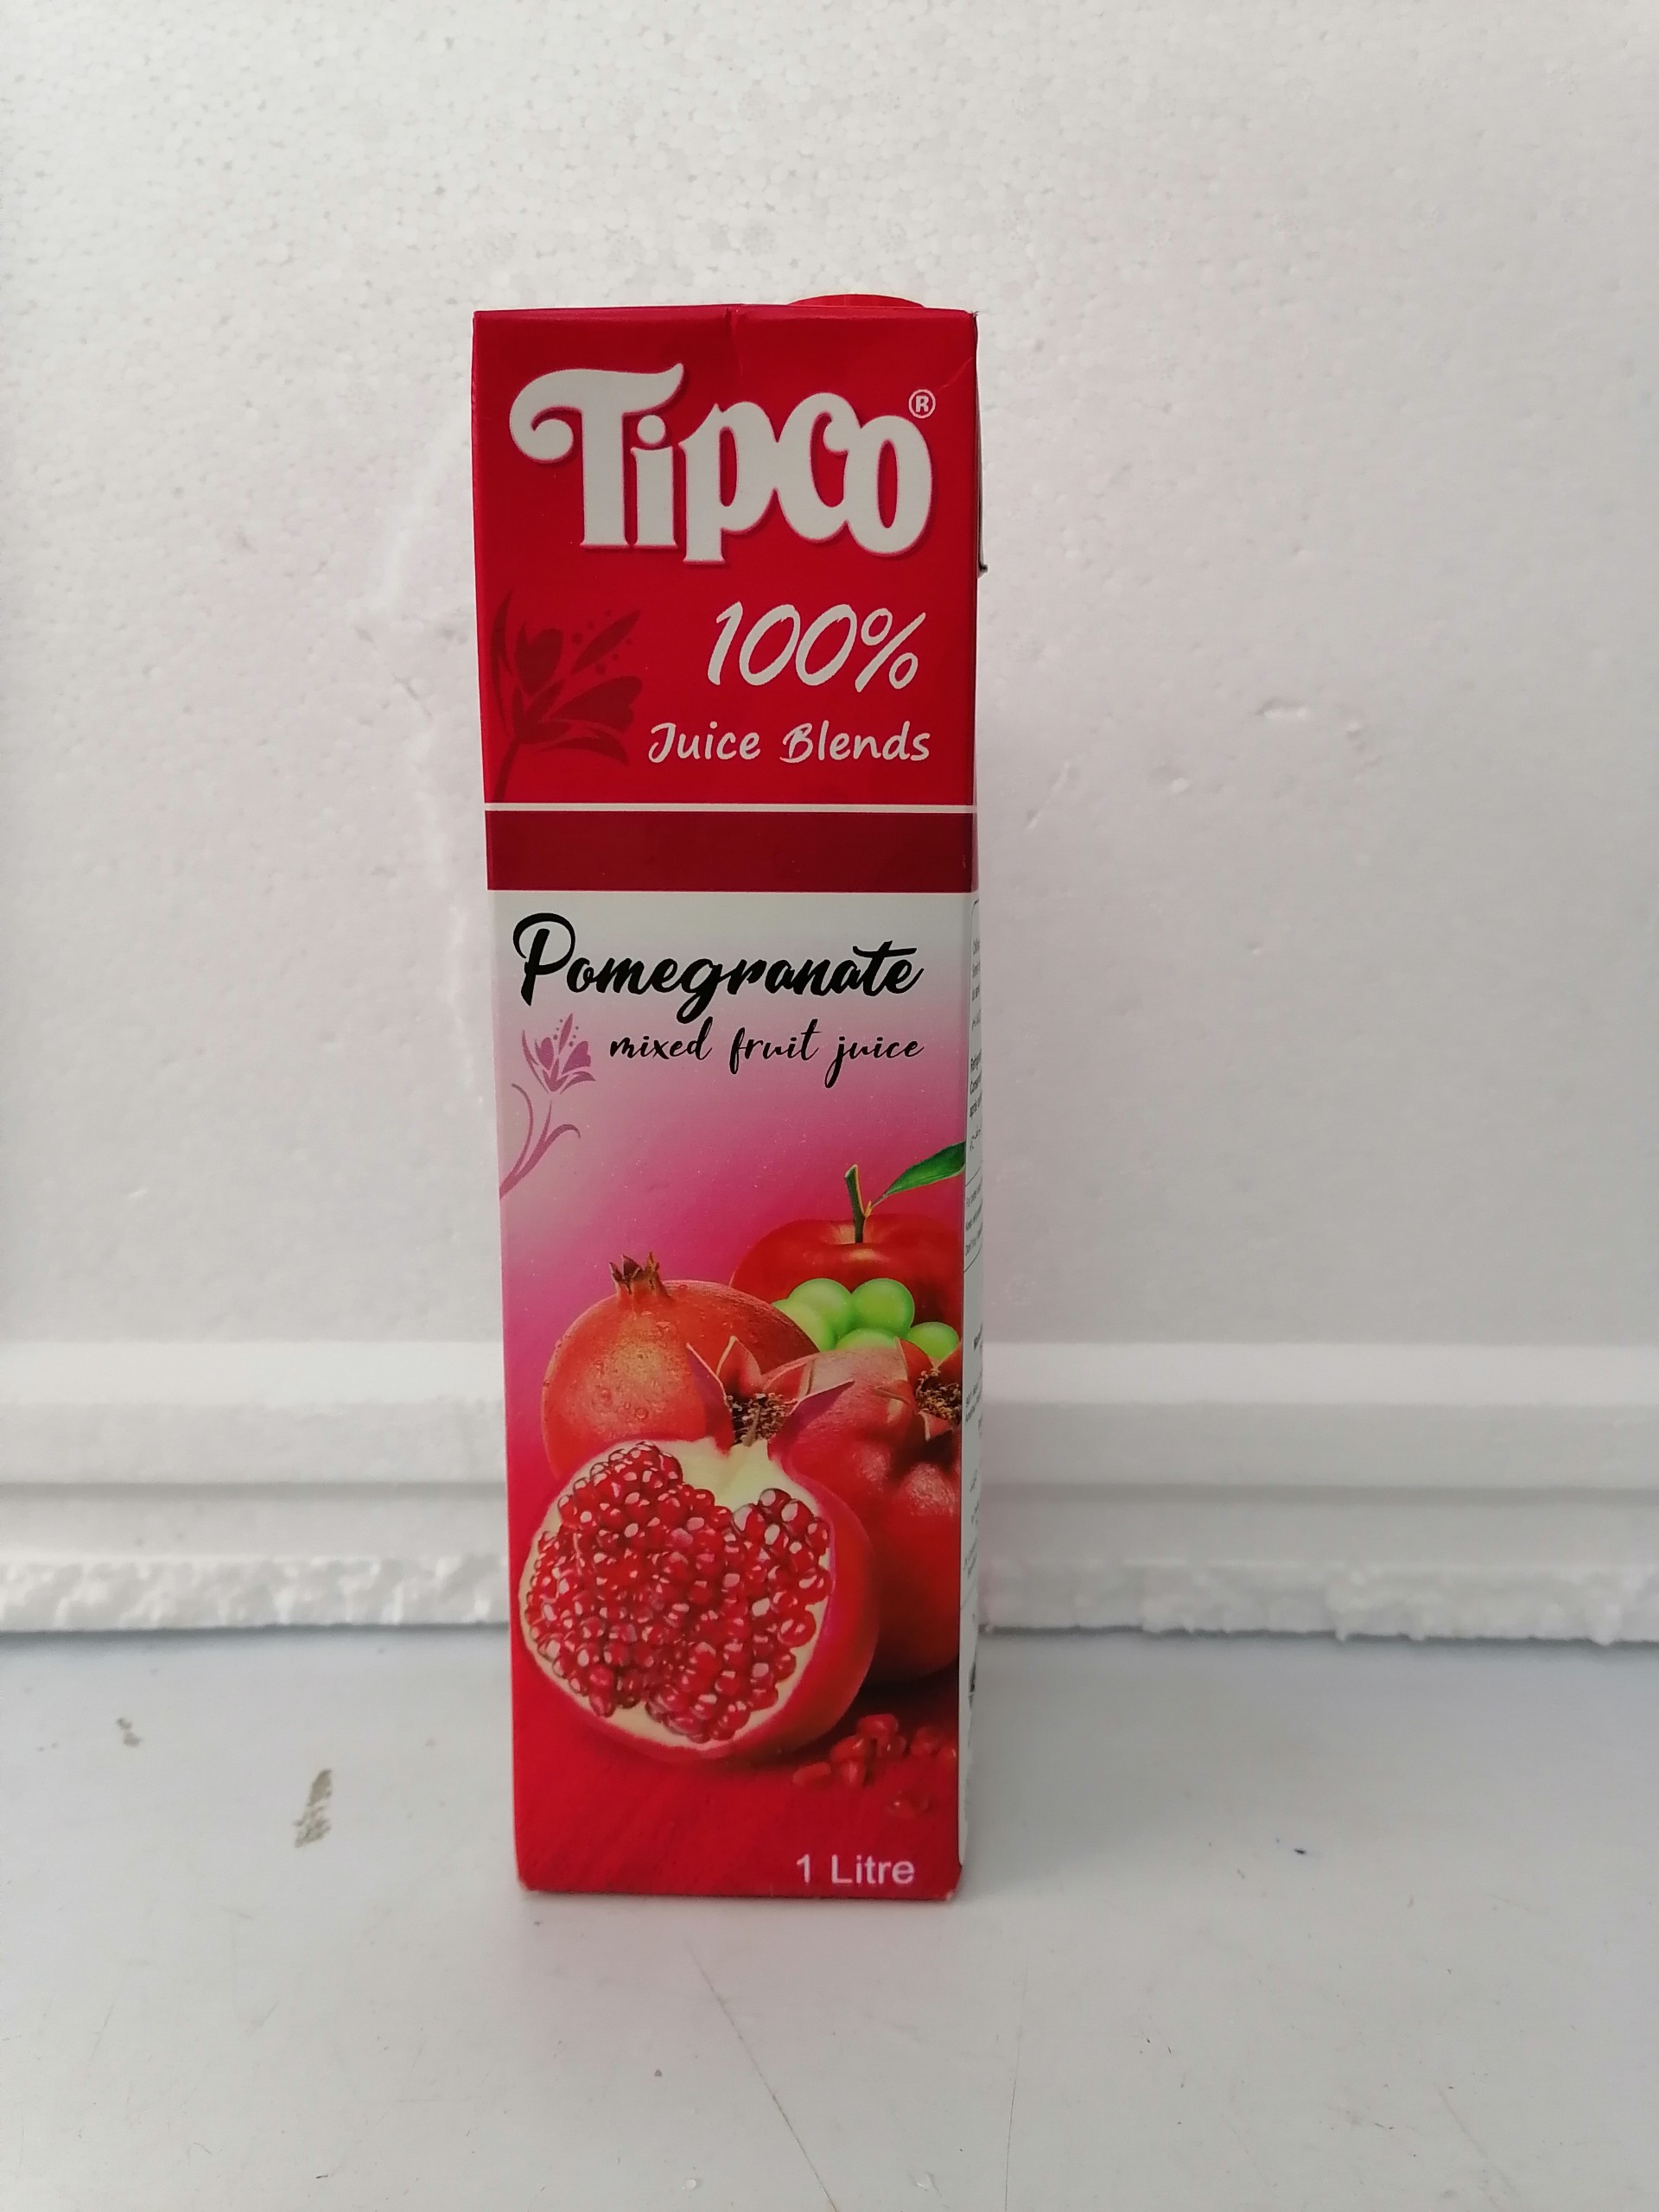 Tipco®
100%
Juice Blends
Pomegranate
mixed fruit juice
1 Litre